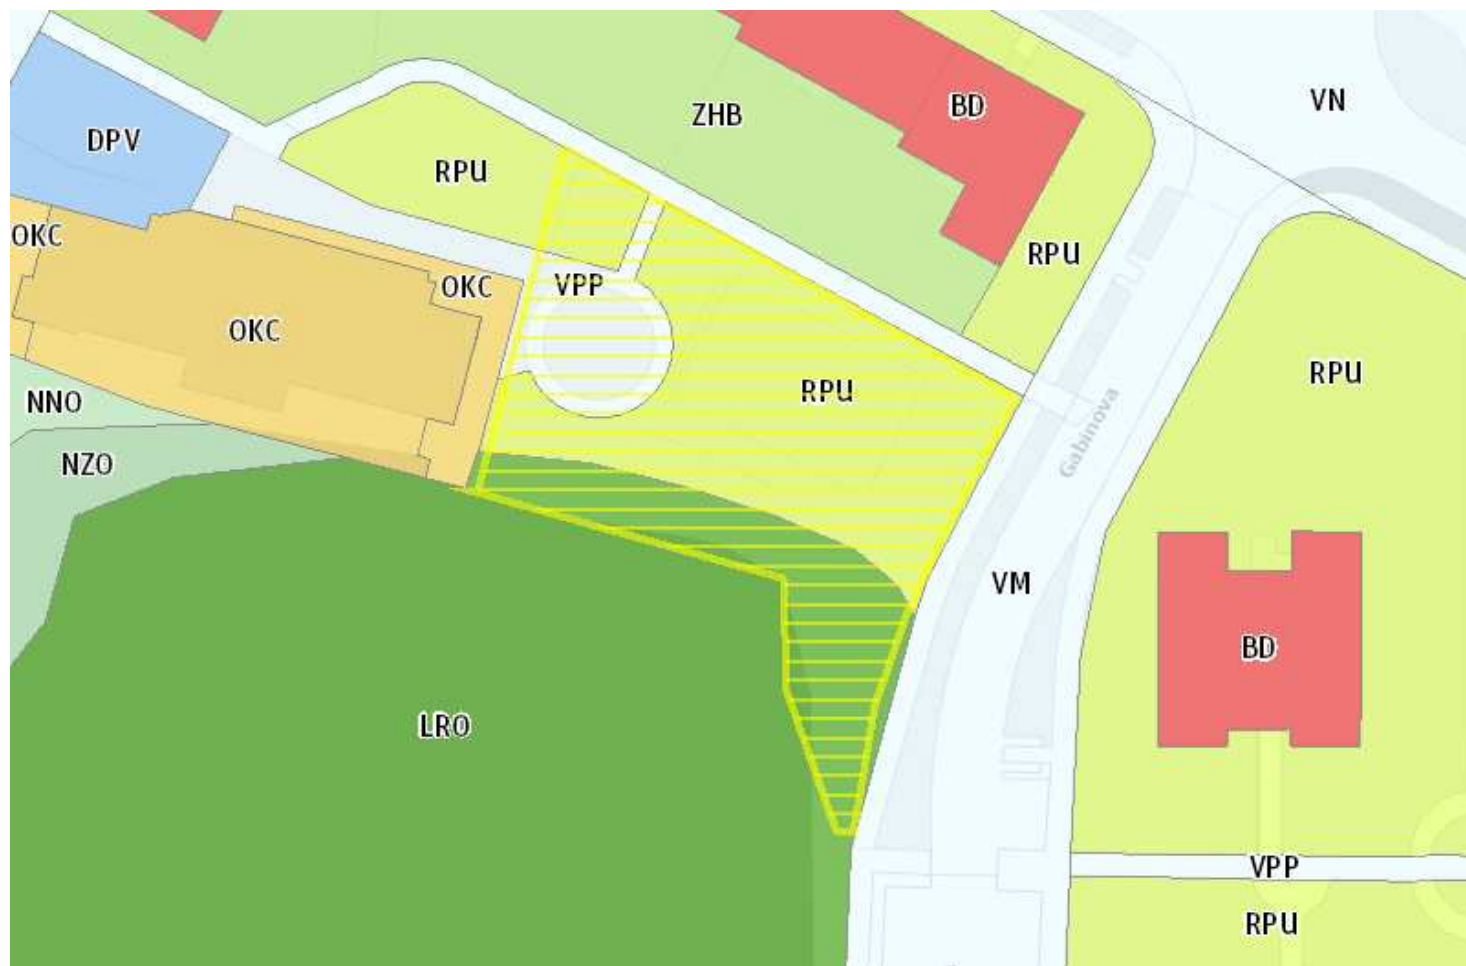 BD
VN
ZHB
DPV
RPU
OKC
RPU
OKC
VPP
OKC
RPU
RPU
NNO
Gabinova
NZO
VM
BD
LRO
VPP
RPU